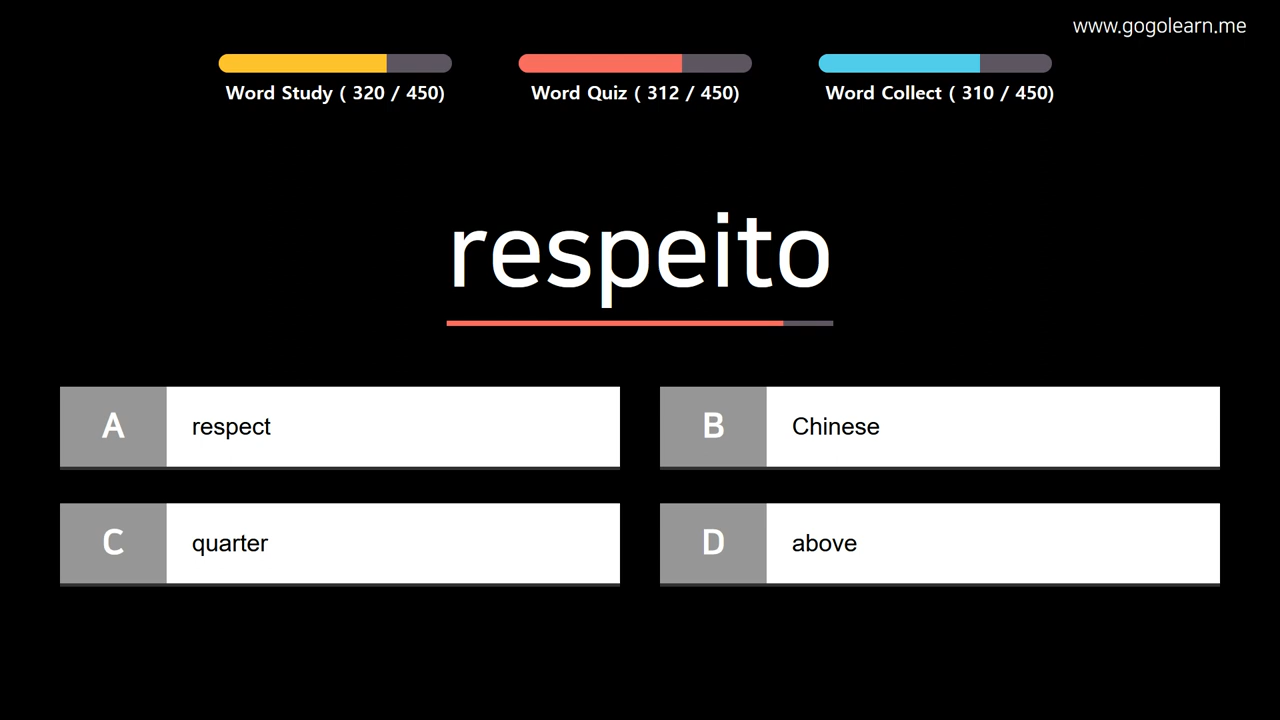 www.gogolearn.me
Word Study ( 320 / 450)
Word Quiz ( 312 / 450)
Word Collect ( 310 / 450)
respeito
A respect
B Chinese
C quarter
D above